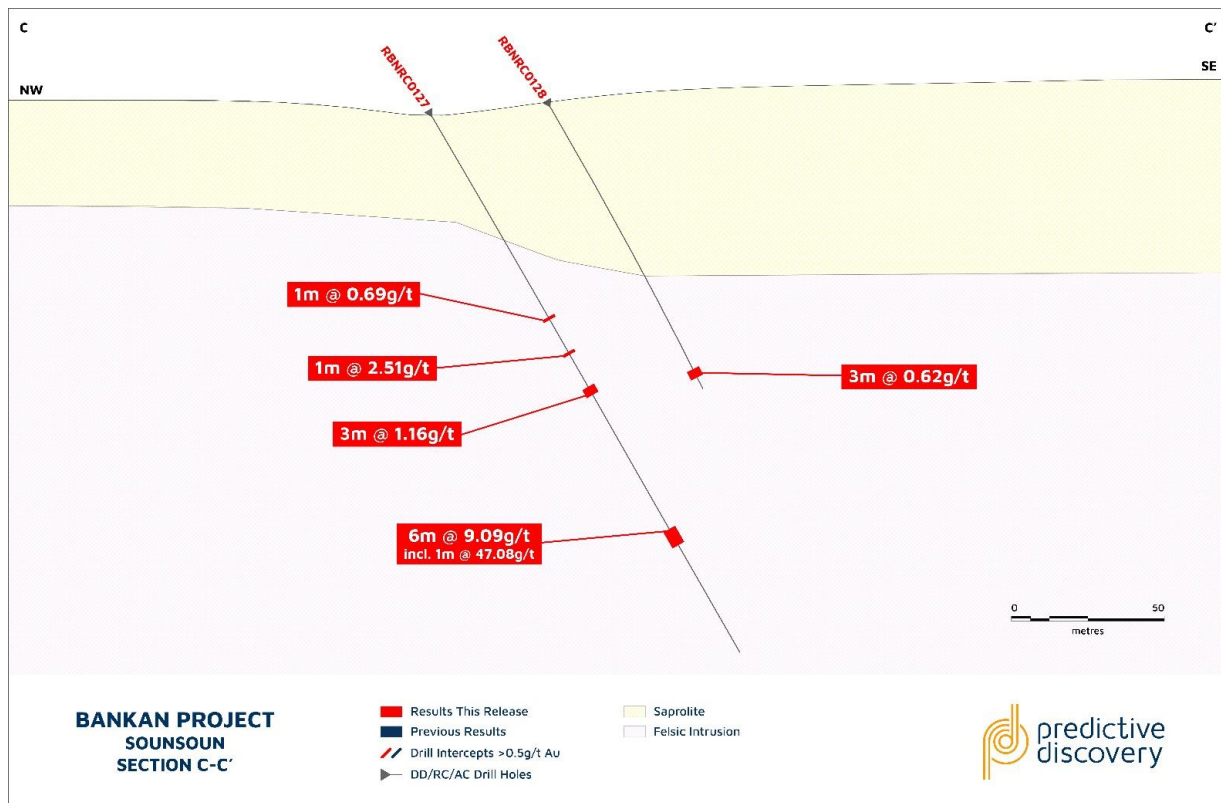 C
C′
NW
SE
RBNRC0127
RBNRC0128
1m @ 0.69g/t
1m @ 2.51g/t
3m @ 1.16g/t
3m @ 0.62g/t
6m @ 9.09g/t
incl. 1m @ 47.08g/t
0
50
metres
BANKAN PROJECT
SOUNSOUN
SECTION C-C′
Results This Release
Previous Results
Drill Intercepts >0.5g/t Au
DD/RC/AC Drill Holes
Saprolite
Felsic Intrusion
predictive
discovery